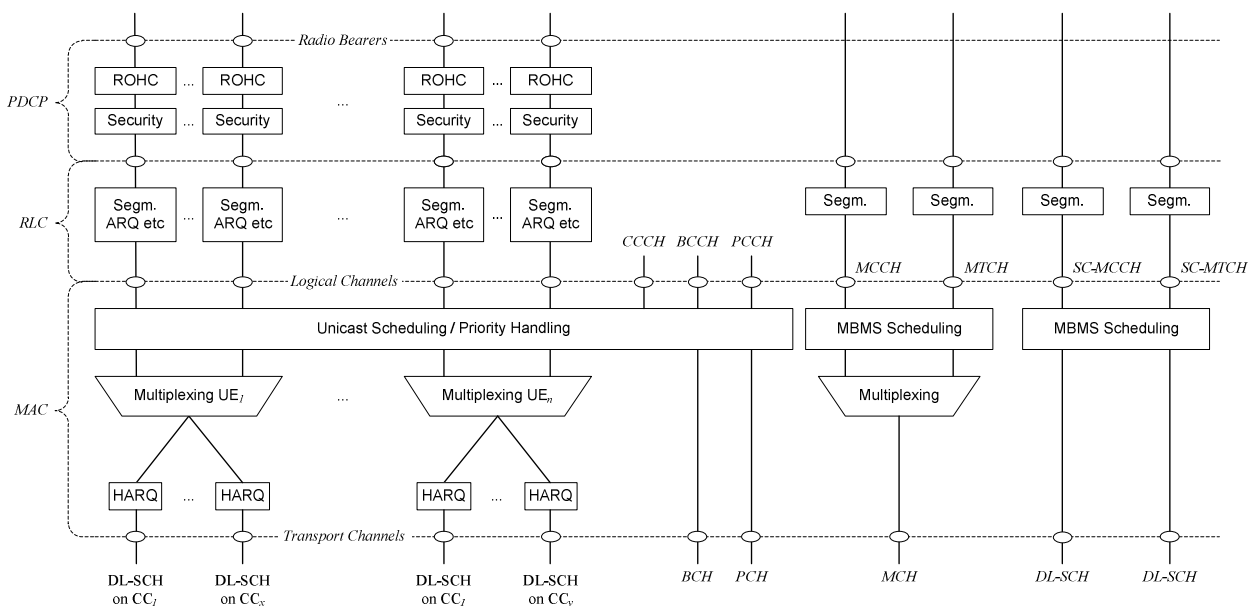 Radio Bearers
ROHC ... ROHC ROHC ... ROHC
PDCP ...
Security ... Security Security ... Security
Segm. Segm. Segm. Segm. Segm. Segm. Segm. Segm.
RLC ... ... ...
ARQ etc ARQ etc ARQ etc ARQ etc
CCCH BCCH PCCH
MCCH MTCH SC-MCCH SC-MTCH
Logical Channels
Unicast Scheduling / Priority Handling MBMS Scheduling MBMS Scheduling
MAC Multiplexing UE1 ... Multiplexing UEn Multiplexing
HARQ ... HARQ HARQ ... HARQ
Transport Channels
DL-SCH DL-SCH DL-SCH DL-SCH BCH PCH MCH DL-SCH DL-SCH
on CC1 on CCx on CC1 on CCy